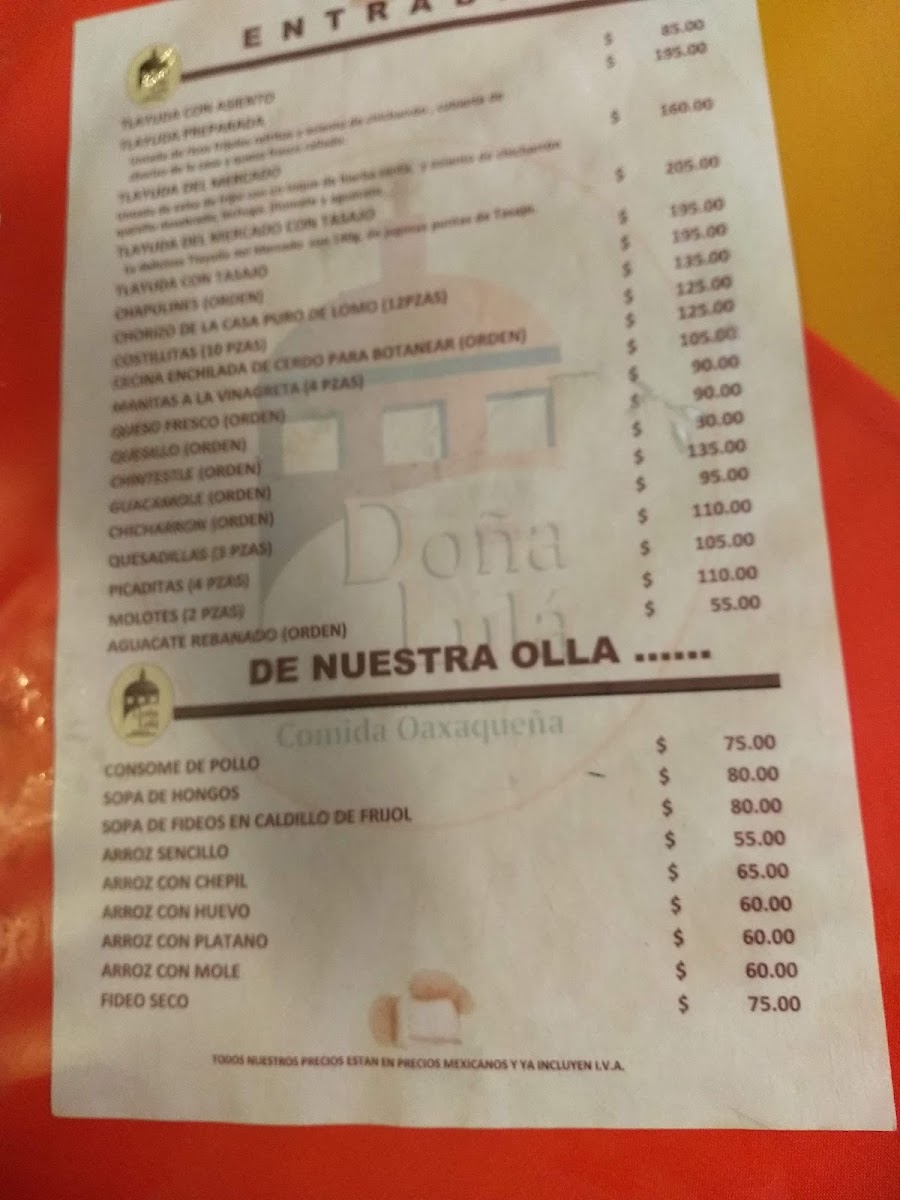 ENTRAD
TLAYUDA CON ASIENTO $ 85.00
TLAYUDA PREPARADA $ 195.00
TLAYUDA DEL MERCADO $ 160.00
TLAYUDA DEL MERCADO CON TASAJO $ 205.00
TLAYUDA CON TASAJO $ 195.00
CHAPULINES (ORDEN) $ 195.00
CHORIZO DE LA CASA PURO DE LOMO (12PZAS) $ 135.00
COSTILLITAS (10 PZAS) $ 125.00
CECINA ENCHILADA DE CERDO PARA BOTANEAR (ORDEN) $ 125.00
MANITAS A LA VINAGRETA (4 PZAS) $ 105.00
QUESO FRESCO (ORDEN) $ 90.00
QUESILLO (ORDEN) $ 90.00
CHINTESTLE (ORDEN) $ 30.00
GUACAMOLE (ORDEN) $ 135.00
CHICHARRON (ORDEN) $ 95.00
QUESADILLAS (3 PZAS) $ 110.00
PICADITAS (4 PZAS) $ 105.00
MOLOTES (2 PZAS) $ 110.00
AGUACATE REBANADO (ORDEN) $ 55.00
Doña
Lulá
DE NUESTRA OLLA ......
Comida Oaxaqueña
CONSOME DE POLLO $ 75.00
SOPA DE HONGOS $ 80.00
SOPA DE FIDEOS EN CALDILLO DE FRIJOL $ 80.00
ARROZ SENCILLO $ 55.00
ARROZ CON CHEPIL $ 65.00
ARROZ CON HUEVO $ 60.00
ARROZ CON PLATANO $ 60.00
ARROZ CON MOLE $ 60.00
FIDEO SECO $ 75.00
TODOS NUESTROS PRECIOS ESTAN EN PRECIOS MEXICANOS Y YA INCLUYEN I.V.A.